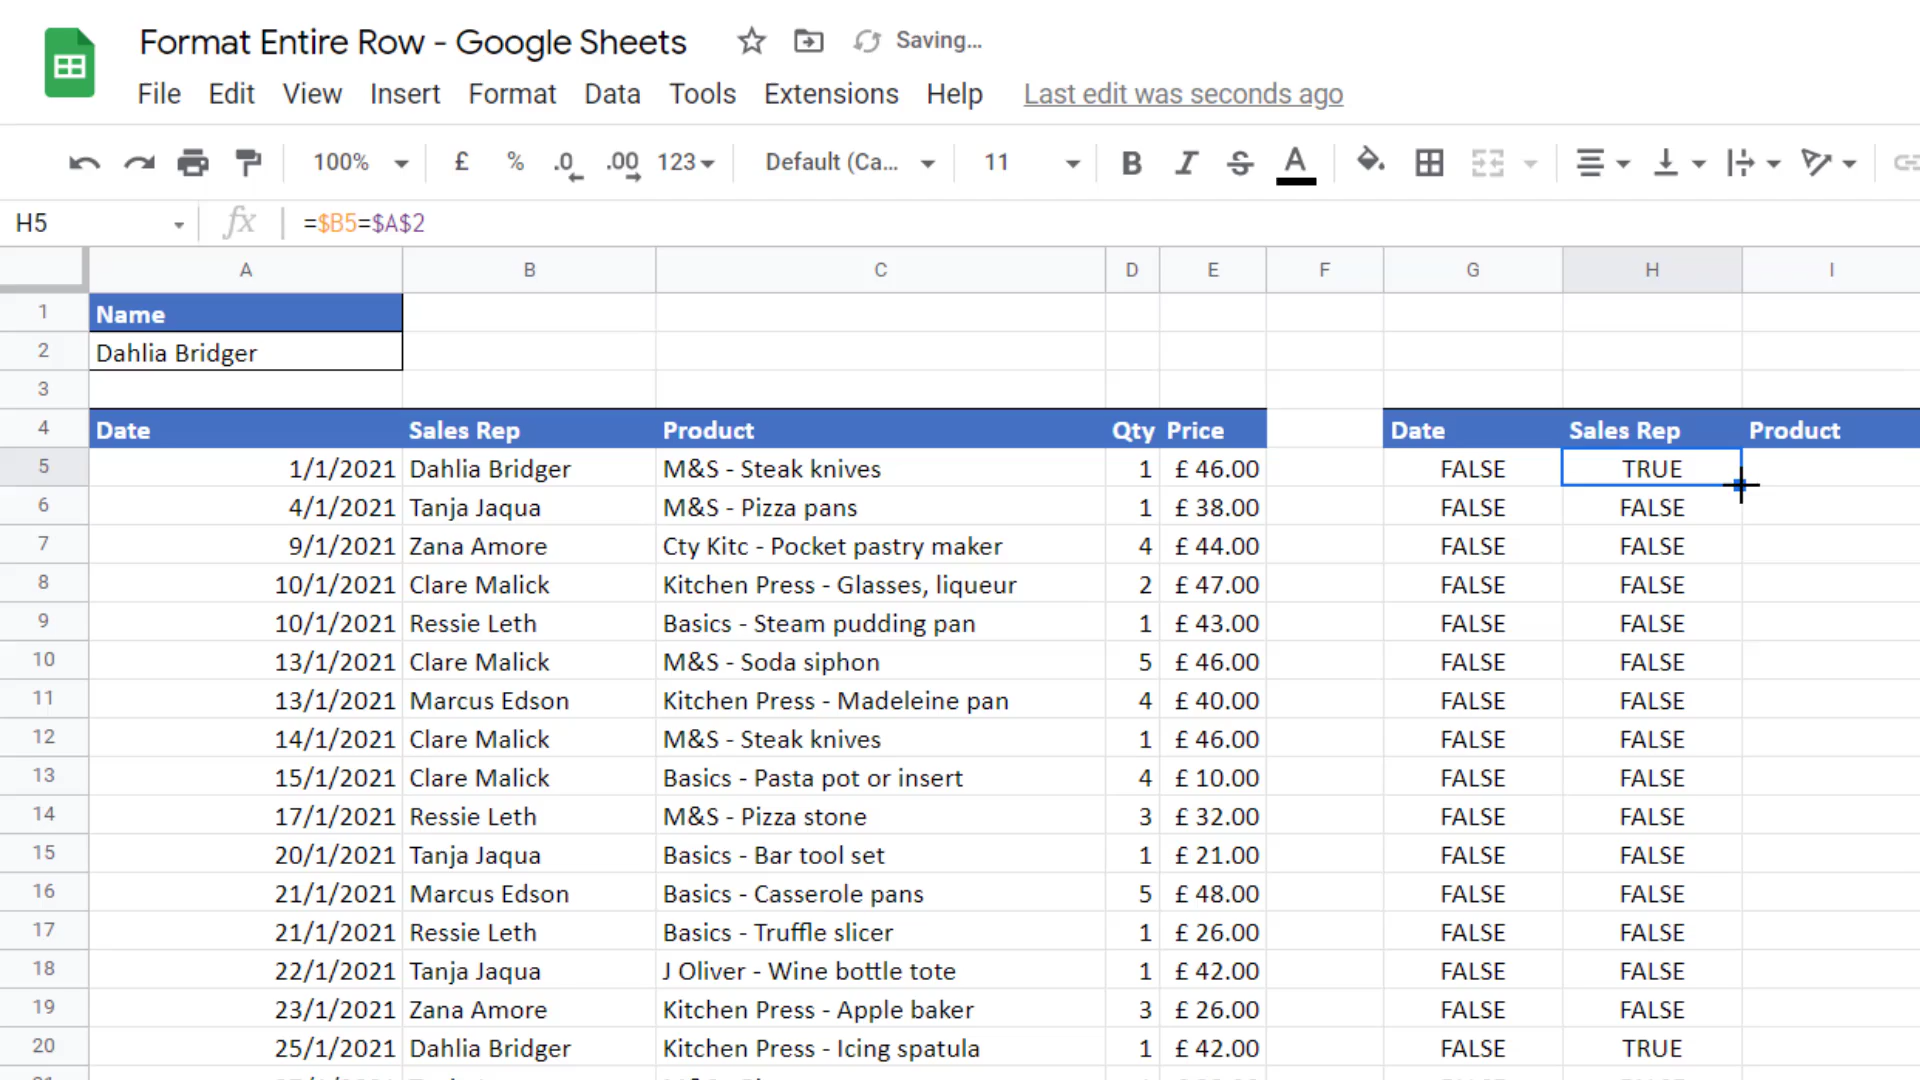 Format Entire Row - Google Sheets Saving...
File Edit View Insert Format Data Tools Extensions Help Last edit was seconds ago
100% £ % .0 .00 123 Default (Ca... 11 B I S A
H5 fx =$B5=$A$2
A B C D E F G H I
1 Name
2 Dahlia Bridger
3
4 Date Sales Rep Product Qty Price Date Sales Rep Product
5 1/1/2021 Dahlia Bridger M&S - Steak knives 1 £ 46.00 FALSE TRUE
6 4/1/2021 Tanja Jaqua M&S - Pizza pans 1 £ 38.00 FALSE FALSE
7 9/1/2021 Zana Amore Cty Kitc - Pocket pastry maker 4 £ 44.00 FALSE FALSE
8 10/1/2021 Clare Malick Kitchen Press - Glasses, liqueur 2 £ 47.00 FALSE FALSE
9 10/1/2021 Ressie Leth Basics - Steam pudding pan 1 £ 43.00 FALSE FALSE
10 13/1/2021 Clare Malick M&S - Soda siphon 5 £ 46.00 FALSE FALSE
11 13/1/2021 Marcus Edson Kitchen Press - Madeleine pan 4 £ 40.00 FALSE FALSE
12 14/1/2021 Clare Malick M&S - Steak knives 1 £ 46.00 FALSE FALSE
13 15/1/2021 Clare Malick Basics - Pasta pot or insert 4 £ 10.00 FALSE FALSE
14 17/1/2021 Ressie Leth M&S - Pizza stone 3 £ 32.00 FALSE FALSE
15 20/1/2021 Tanja Jaqua Basics - Bar tool set 1 £ 21.00 FALSE FALSE
16 21/1/2021 Marcus Edson Basics - Casserole pans 5 £ 48.00 FALSE FALSE
17 21/1/2021 Ressie Leth Basics - Truffle slicer 1 £ 26.00 FALSE FALSE
18 22/1/2021 Tanja Jaqua J Oliver - Wine bottle tote 1 £ 42.00 FALSE FALSE
19 23/1/2021 Zana Amore Kitchen Press - Apple baker 3 £ 26.00 FALSE FALSE
20 25/1/2021 Dahlia Bridger Kitchen Press - Icing spatula 1 £ 42.00 FALSE TRUE